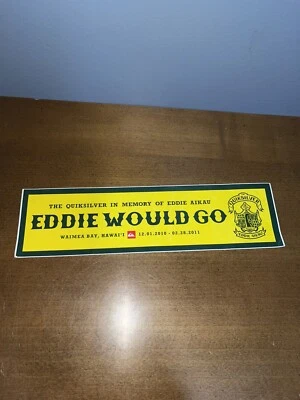 THE QUIKSILVER IN MEMORY OF EDDIE AIKAU
EDDIE WOULD GO
WAIMEA BAY, HAWAI'I 12.01.2010 - 02.28.2011
QUIKSILVER